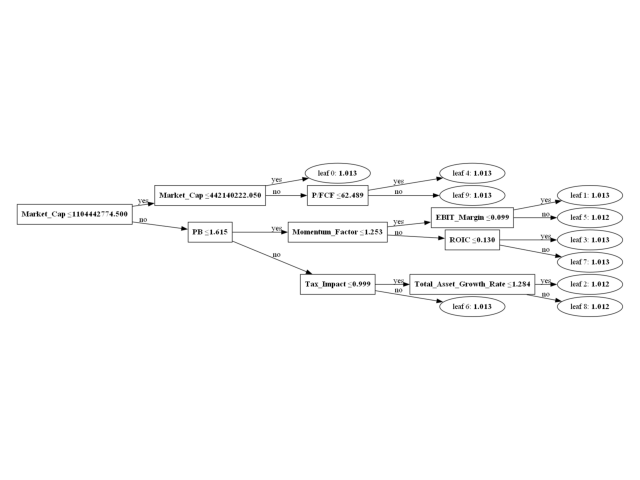 leaf 0: 1.013
leaf 4: 1.013
yes
yes
Market_Cap ≤442140222.050
no
P/FCF ≤62.489
no
leaf 9: 1.013
leaf 1: 1.013
yes
yes
Market_Cap ≤1104442774.500
EBIT_Margin ≤0.099
no
leaf 5: 1.012
no
yes
PB ≤1.615
yes
Momentum_Factor ≤1.253
no
ROIC ≤0.130
yes
leaf 3: 1.013
no
no
leaf 7: 1.013
Tax_Impact ≤0.999
yes
Total_Asset_Growth_Rate ≤1.284
yes
leaf 2: 1.012
no
no
leaf 6: 1.013
leaf 8: 1.012